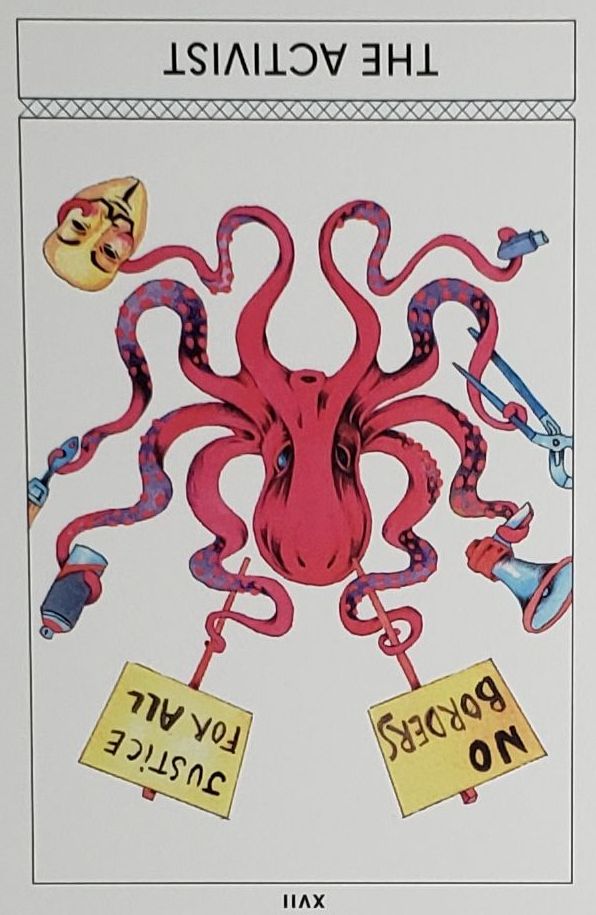 XVII
NO
BORDERS
JUSTICE
FOR ALL
THE ACTIVIST